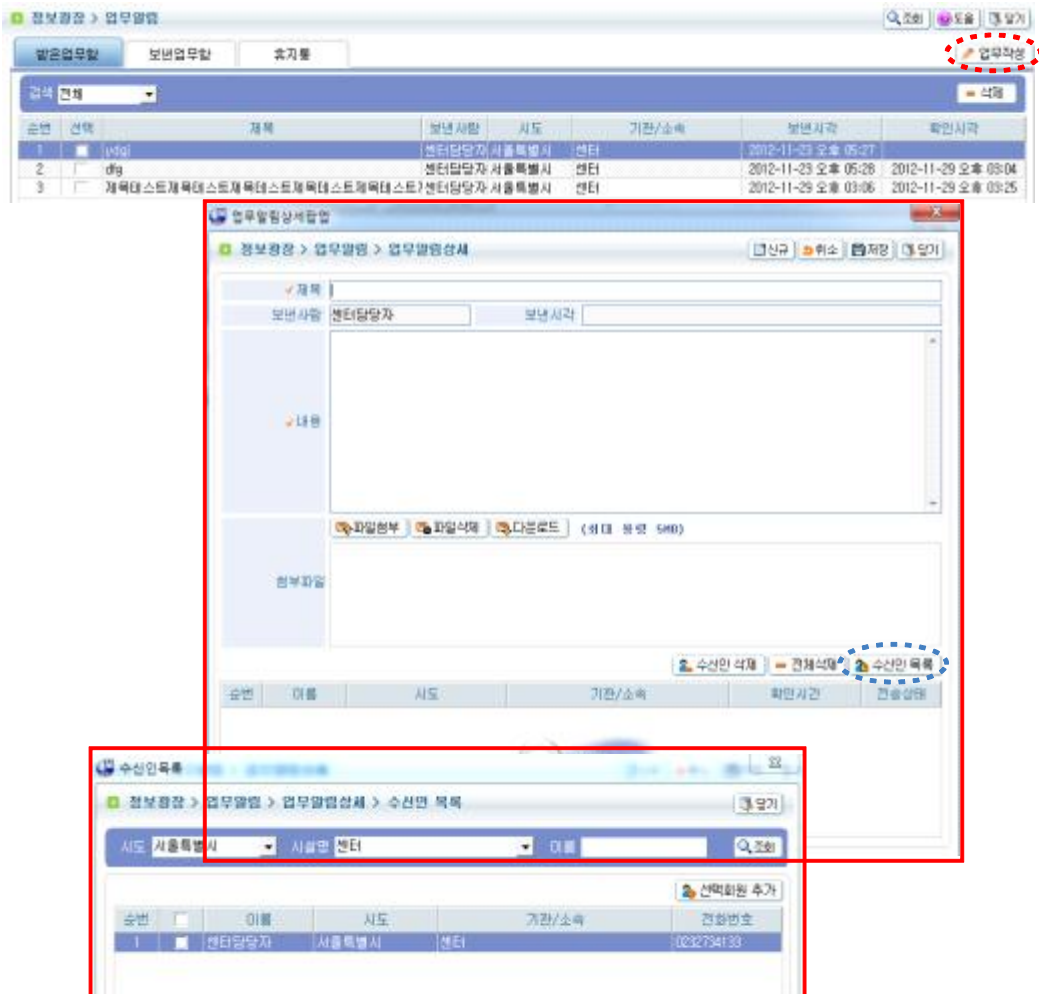 정보광장 > 업무알림 조회 도움 닫기
받은업무함 보낸업무함 휴지통 업무작성
검색 전체 삭제
순번 선택 제목 보낸사람 시도 기관/소속 보낸시각 확인시각
1 ydgi 센터담당자 서울특별시 센터 2012-11-23 오후 05:27
2 dfg 센터담당자 서울특별시 센터 2012-11-23 오후 05:28 2012-11-29 오후 03:04
3 제목테스트제목테스트제목테스트제목테스트제목테스트 센터담당자 서울특별시 센터 2012-11-29 오후 03:06 2012-11-29 오후 03:25
업무알림상세팝업
정보광장 > 업무알림 > 업무알림상세 신규 취소 저장 닫기
제목
보낸사람 센터담당자 보낸시각
내용
파일첨부 파일삭제 다운로드 (최대 용량 5MB)
첨부파일
수신인 삭제 전체삭제 수신인 목록
순번 이름 시도 기관/소속 확인시간 전송상태
수신인목록
정보광장 > 업무알림 > 업무알림상세 > 수신인 목록 닫기
시도 서울특별시 시설명 센터 이름 조회
선택회원 추가
순번 이름 시도 기관/소속 전화번호
1 센터담당자 서울특별시 센터 0232734133